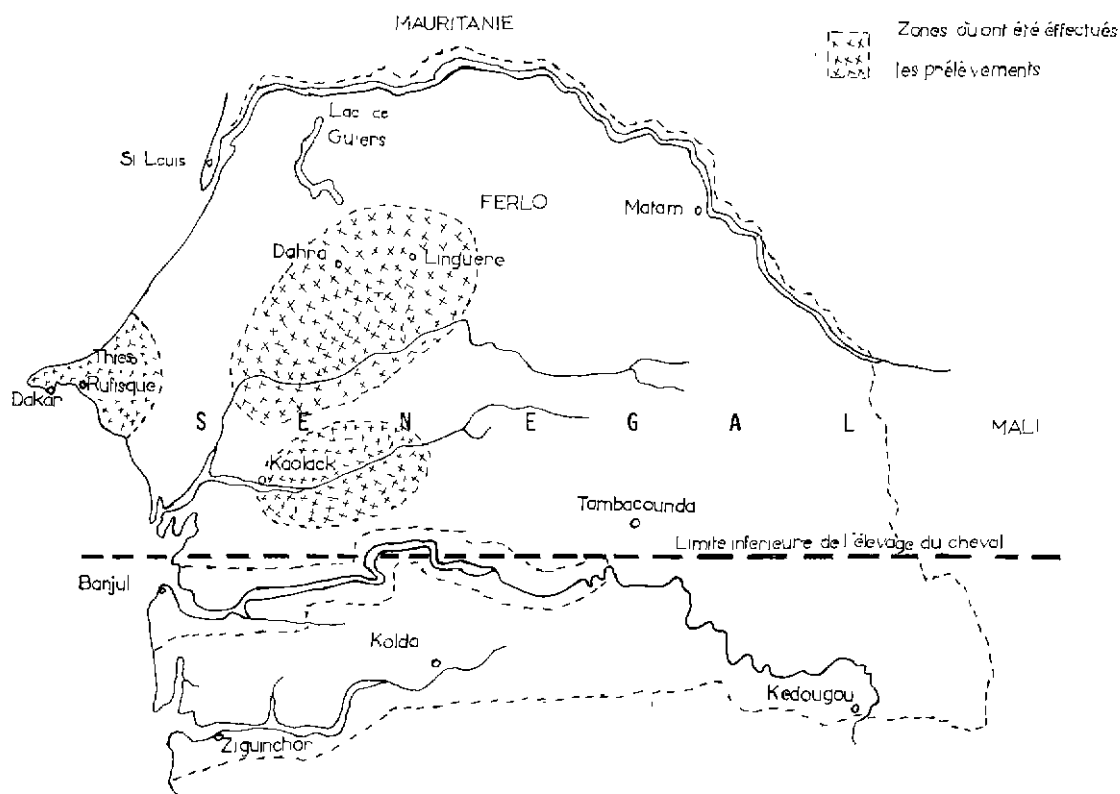 MAURITANIE
Zones où ont été éffectués
les prélèvements
Lac de
Guiers
St Louis
FERLO
Matam
Dahra
Linguere
Thies
Rufisque
Dakar
S E N E G A L
MALI
Kaolack
Tambacounda
Limite inferieure de l'élevage du cheval
Banjul
Kolda
Kedougou
Ziguinchor